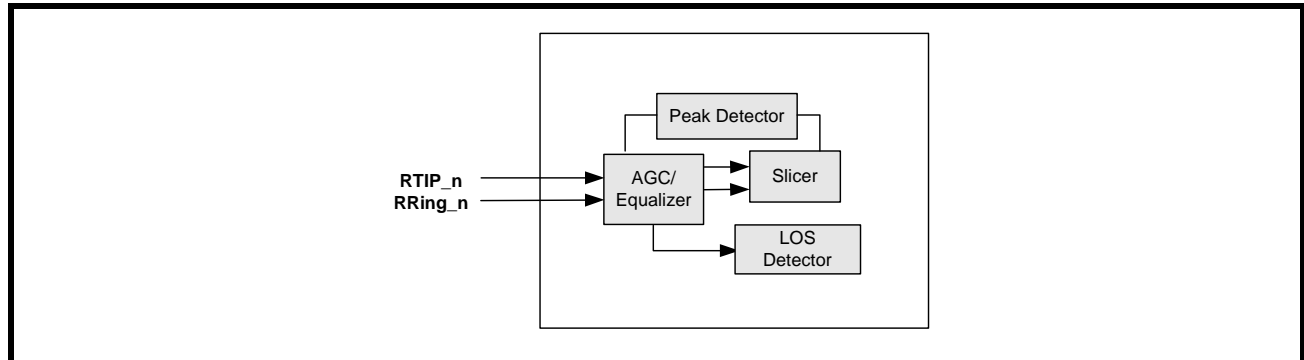 Peak Detector
AGC/
Equalizer
Slicer
RTIP_n
RRing_n
LOS
Detector